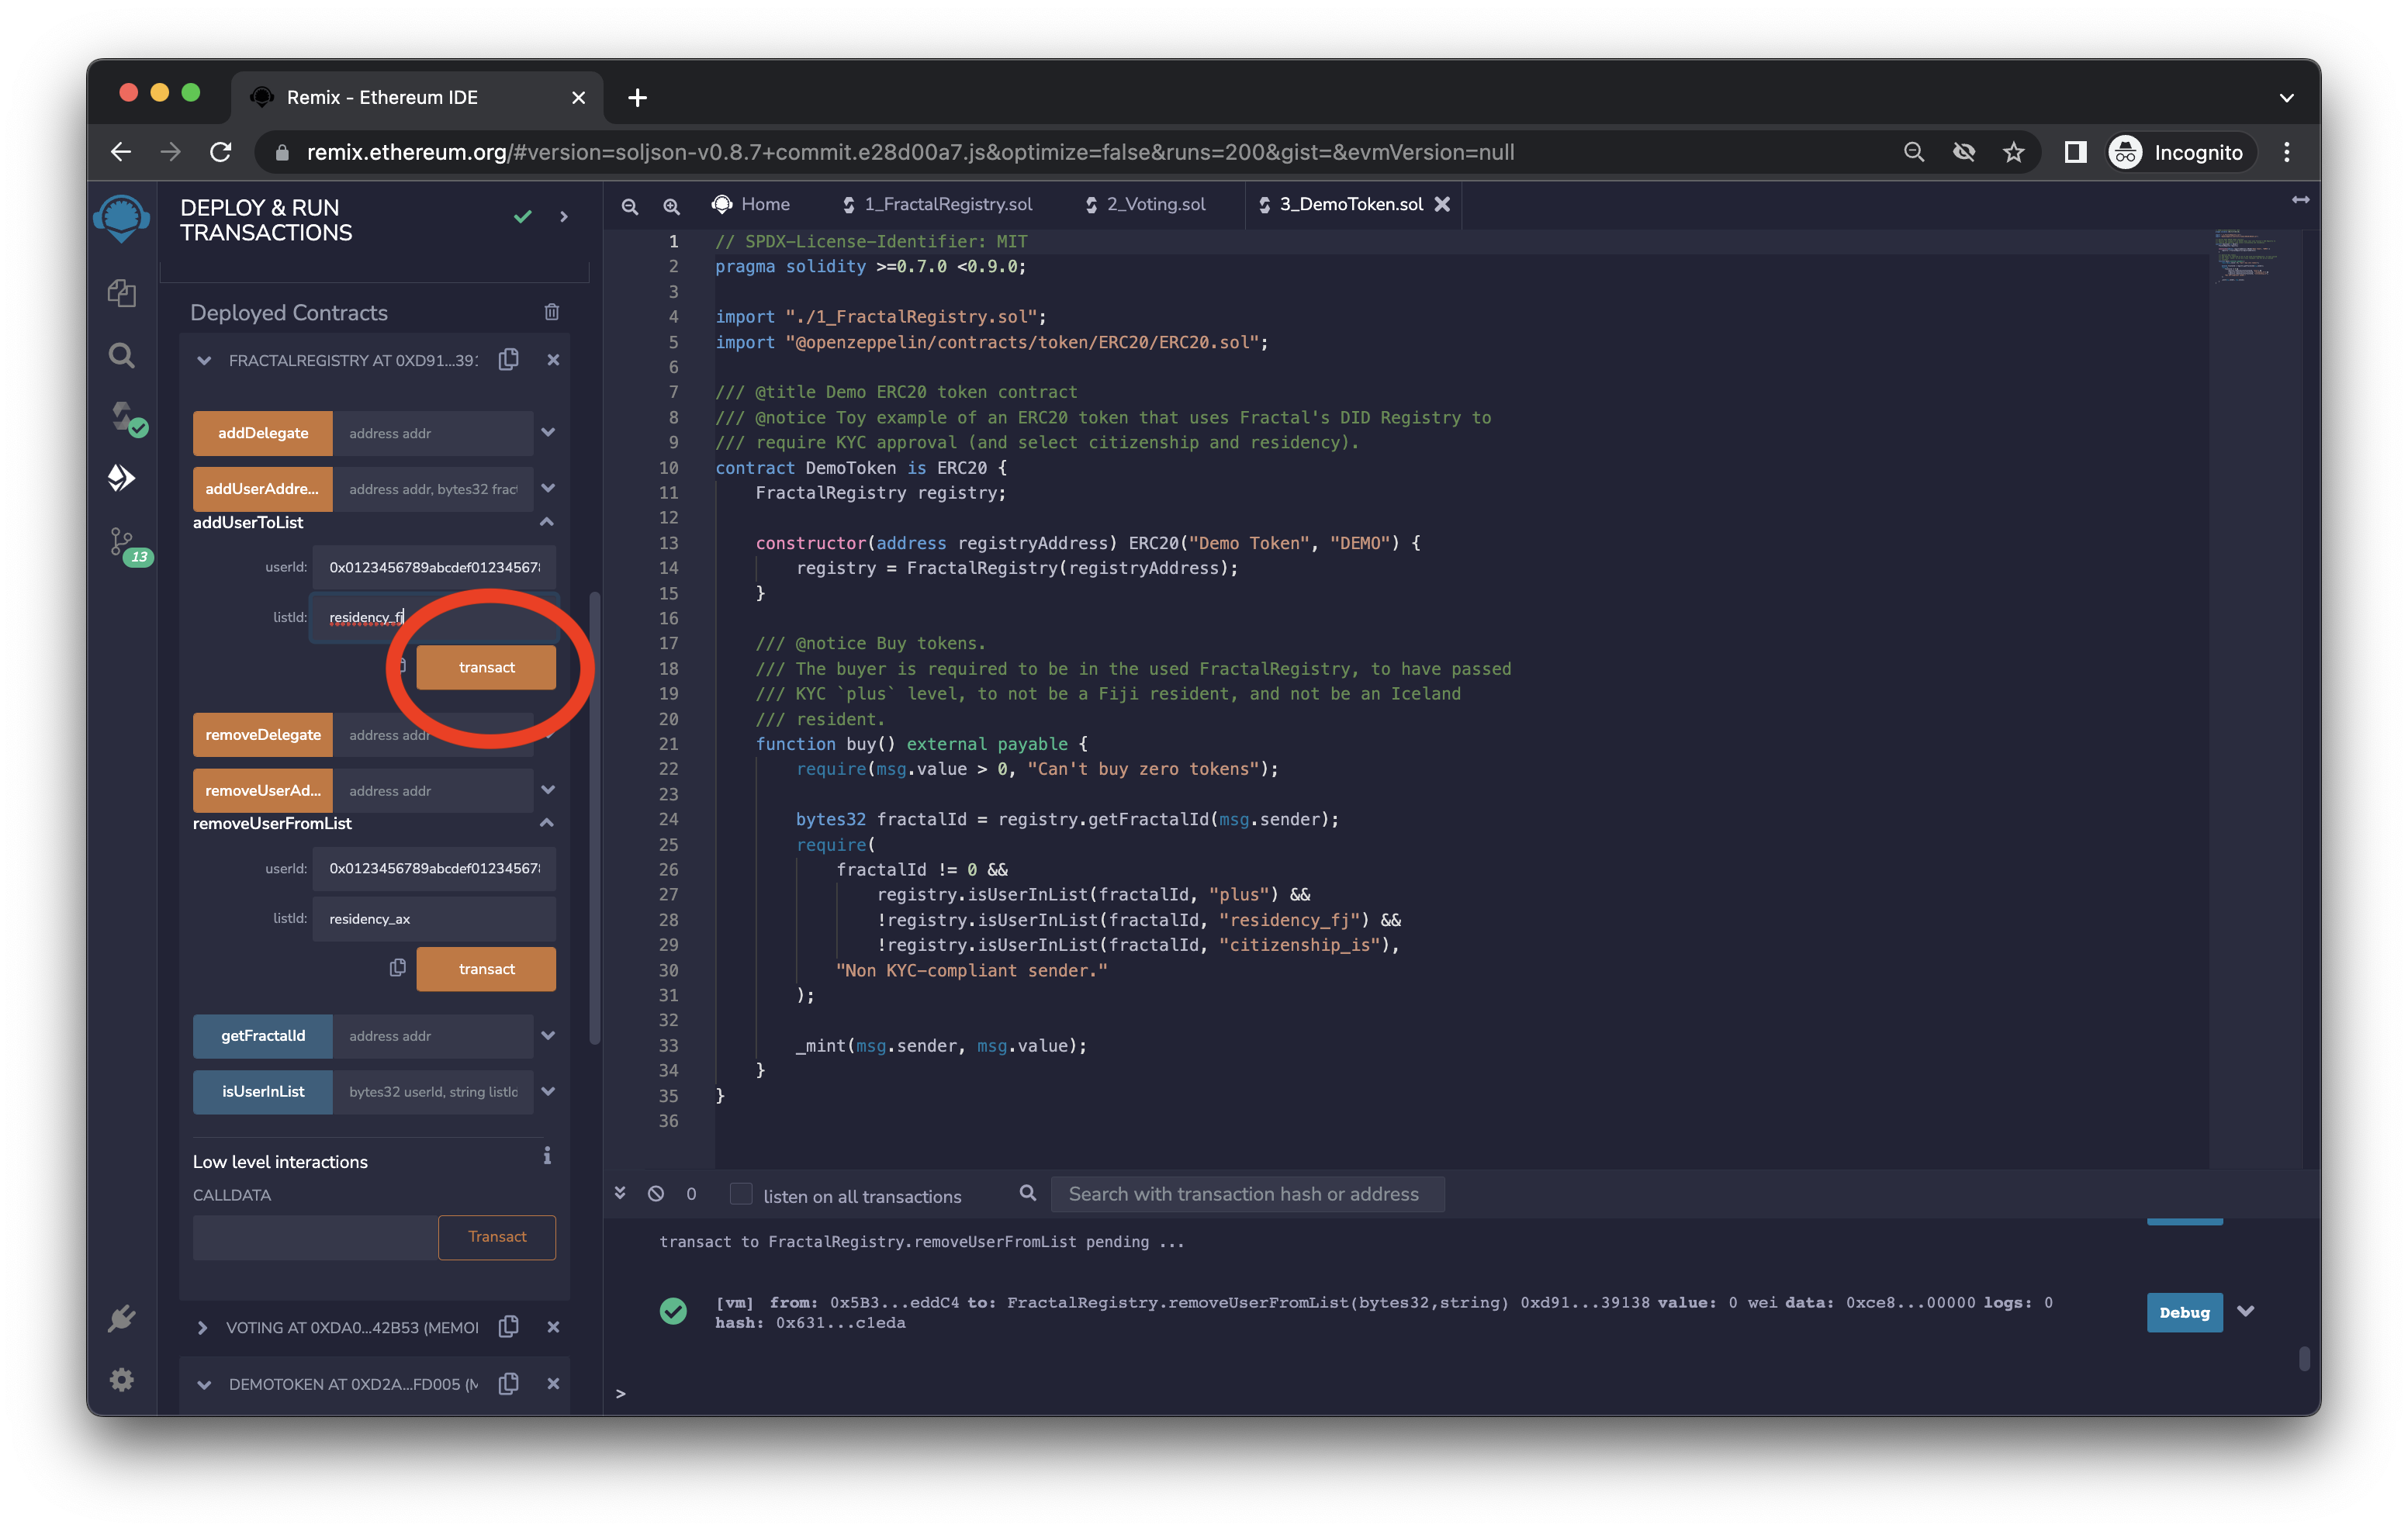 Remix - Ethereum IDE
remix.ethereum.org/#version=soljson-v0.8.7+commit.e28d00a7.js&optimize=false&runs=200&gist=&evmVersion=null
Incognito
DEPLOY & RUN
TRANSACTIONS
Home
1_FractalRegistry.sol
2_Voting.sol
3_DemoToken.sol
Deployed Contracts
FRACTALREGISTRY AT 0XD91...39:
addDelegate
address addr
addUserAddre...
address addr, bytes32 fract
addUserToList
userId:
0x0123456789abcdef01234567
listId:
residency_fj
transact
removeDelegate
address addr
removeUserAd...
address addr
removeUserFromList
userId:
0x0123456789abcdef01234567
listId:
residency_ax
transact
getFractalId
address addr
isUserInList
bytes32 userId, string listId
Low level interactions
CALLDATA
Transact
VOTING AT 0XDA0...42B53 (MEMOI
DEMOTOKEN AT 0XD2A...FD005 (M
13
1 // SPDX-License-Identifier: MIT
2 pragma solidity >=0.7.0 <0.9.0;
3
4 import "./1_FractalRegistry.sol";
5 import "@openzeppelin/contracts/token/ERC20/ERC20.sol";
6
7 /// @title Demo ERC20 token contract
8 /// @notice Toy example of an ERC20 token that uses Fractal's DID Registry to
9 /// require KYC approval (and select citizenship and residency).
10 contract DemoToken is ERC20 {
11 FractalRegistry registry;
12
13 constructor(address registryAddress) ERC20("Demo Token", "DEMO") {
14 registry = FractalRegistry(registryAddress);
15 }
16
17 /// @notice Buy tokens.
18 /// The buyer is required to be in the used FractalRegistry, to have passed
19 /// KYC `plus` level, to not be a Fiji resident, and not be an Iceland
20 /// resident.
21 function buy() external payable {
22 require(msg.value > 0, "Can't buy zero tokens");
23
24 bytes32 fractalId = registry.getFractalId(msg.sender);
25 require(
26 fractalId != 0 &&
27 registry.isUserInList(fractalId, "plus") &&
28 !registry.isUserInList(fractalId, "residency_fj") &&
29 !registry.isUserInList(fractalId, "citizenship_is"),
30 "Non KYC-compliant sender."
31 );
32
33 _mint(msg.sender, msg.value);
34 }
35 }
36
0
listen on all transactions
Search with transaction hash or address
transact to FractalRegistry.removeUserFromList pending ...
[vm] from: 0x5B3...eddC4 to: FractalRegistry.removeUserFromList(bytes32,string) 0xd91...39138 value: 0 wei data: 0xce8...00000 logs: 0
hash: 0x631...c1eda
Debug
>